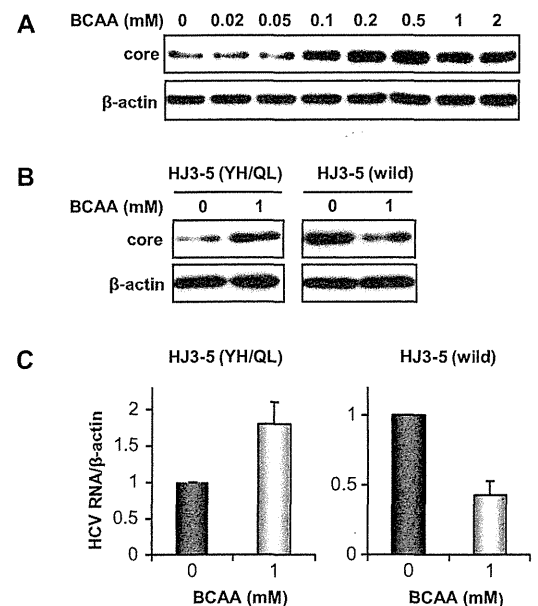 A
BCAA (mM) 0 0.02 0.05 0.1 0.2 0.5 1 2
core
β-actin
B
HJ3-5 (YH/QL) HJ3-5 (wild)
BCAA (mM) 0 1 0 1
core
β-actin
C
HJ3-5 (YH/QL) HJ3-5 (wild)
HCV RNA/β-actin
2
1.5
1
0.5
0
0 1
BCAA (mM)
1
0.5
0
0 1
BCAA (mM)